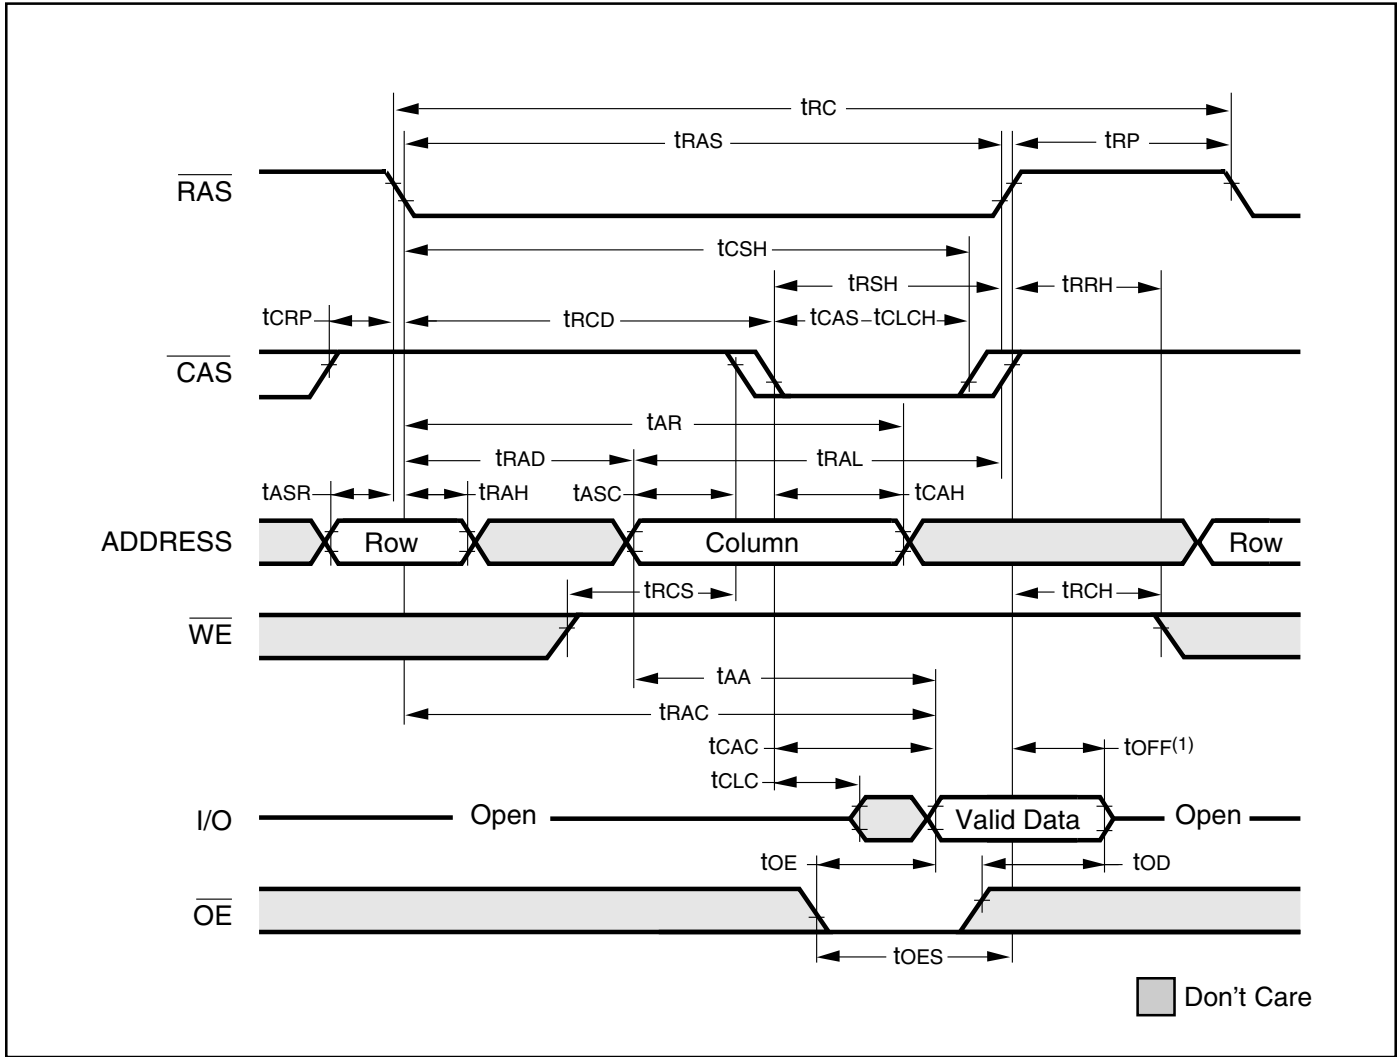 tRC
tRAS
tRP
RAS
tCSH
tRSH
tRRH
tCRP
tRCD
tCAS
tCLCH
CAS
tAR
tRAD
tRAL
tASR
tRAH
tASC
tCAH
ADDRESS
Row
Column
Row
tRCS
tRCH
WE
tAA
tRAC
tCAC
tOFF(1)
tCLC
I/O
Open
Valid Data
Open
tOE
tOD
OE
tOES
Don't Care